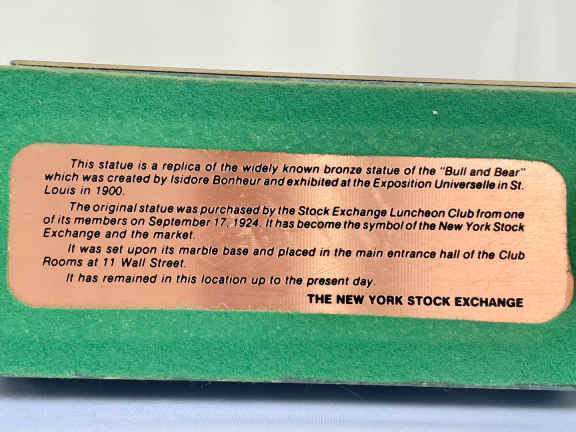 This statue is a replica of the widely known bronze statue of the "Bull and Bear"
which was created by Isidore Bonheur and exhibited at the Exposition Universelle in St.
Louis in 1900.
The original statue was purchased by the Stock Exchange Luncheon Club from one
of its members on September 17, 1924. It has become the symbol of the New York Stock
Exchange and the market.
It was set upon its marble base and placed in the main entrance hall of the Club
Rooms at 11 Wall Street.
It has remained in this location up to the present day.
THE NEW YORK STOCK EXCHANGE